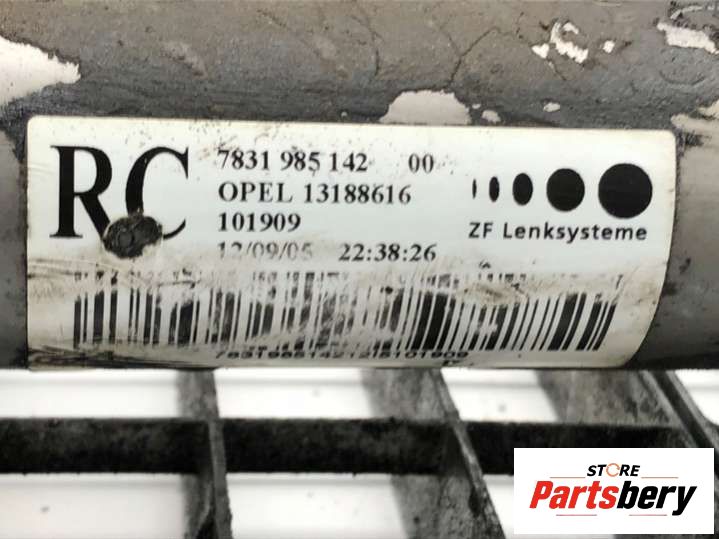 RC
7831 985 142 00
OPEL 13188616
101909
12/09/05 22:38:26
ZF Lenksysteme
STORE
Partsbery